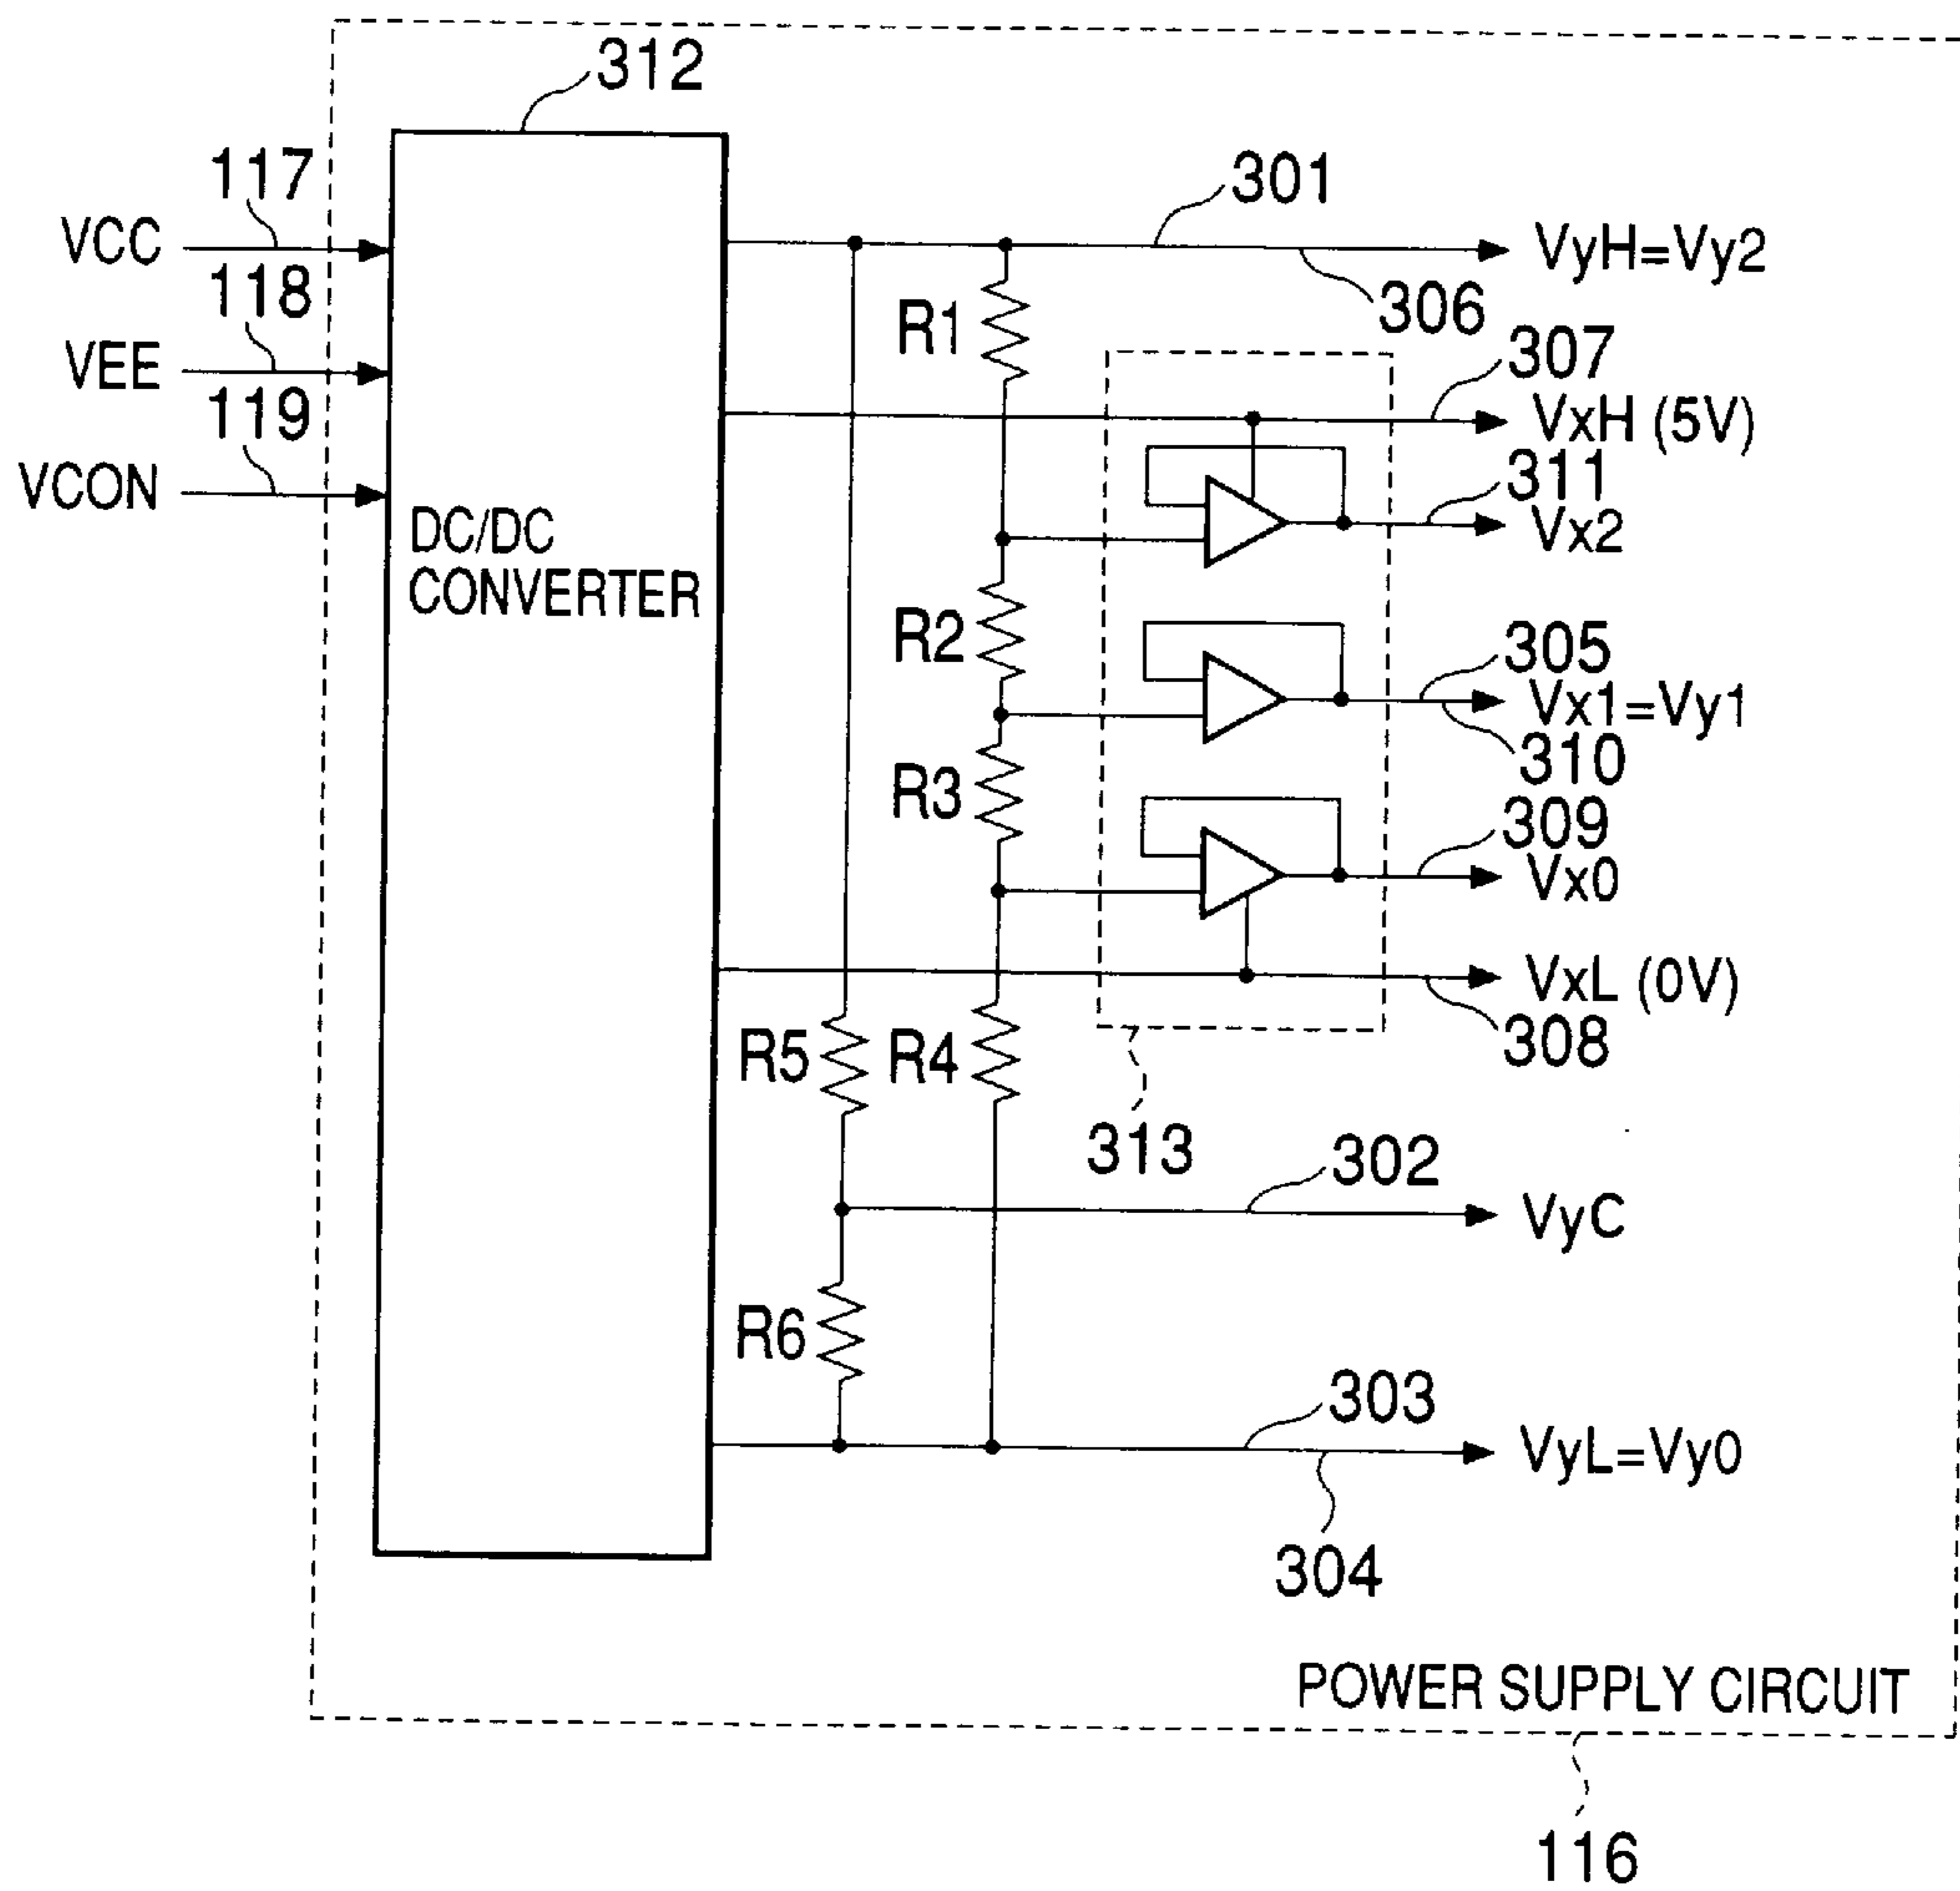 312
117
VCC
301
VyH=Vy2
118
306
R1
307
VEE
119
VxH (5V)
311
VCON
Vx2
DC/DC
CONVERTER
R2
305
Vx1=Vy1
310
R3
309
Vx0
VxL (0V)
308
R5
R4
313
302
VyC
R6
303
VyL=Vy0
304
POWER SUPPLY CIRCUIT
116